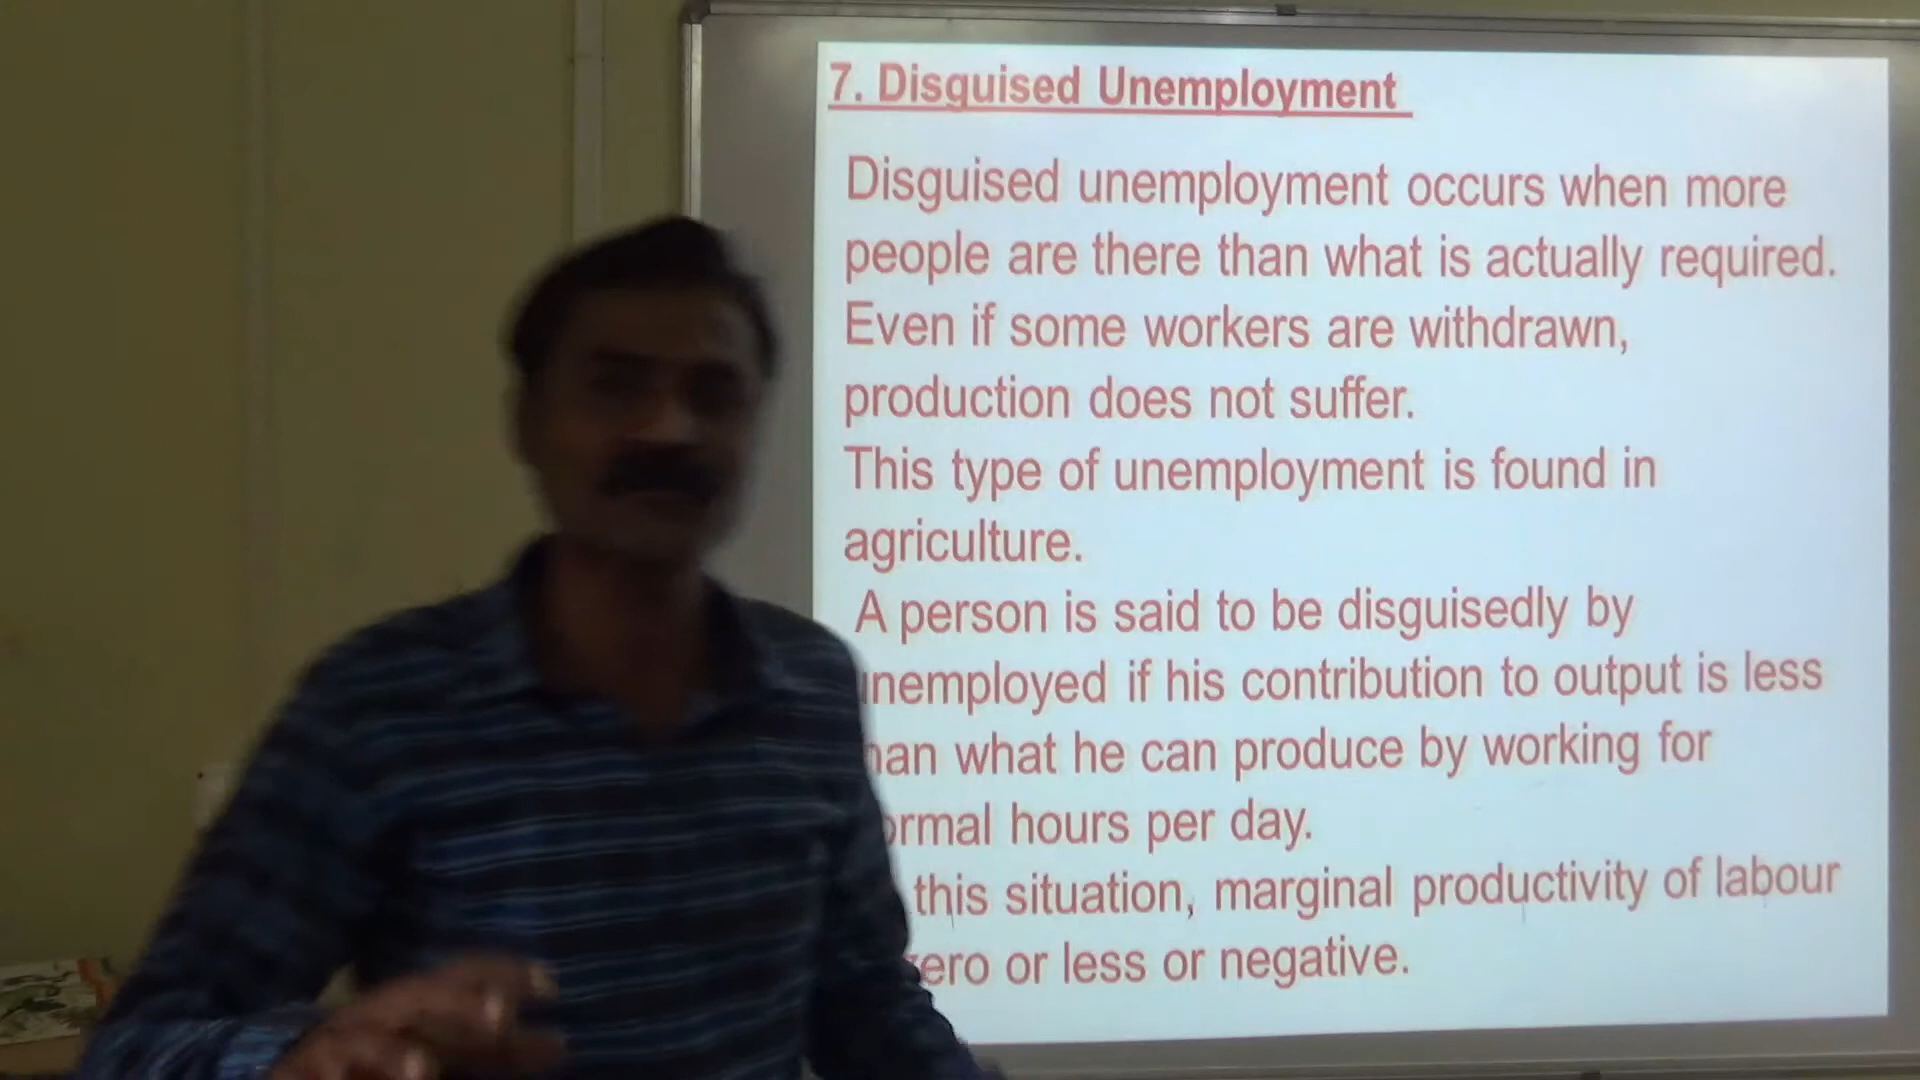 7. Disguised Unemployment
Disguised unemployment occurs when more
people are there than what is actually required.
Even if some workers are withdrawn,
production does not suffer.
This type of unemployment is found in
agriculture.
A person is said to be disguisedly by
unemployed if his contribution to output is less
than what he can produce by working for
normal hours per day.
this situation, marginal productivity of labour
zero or less or negative.